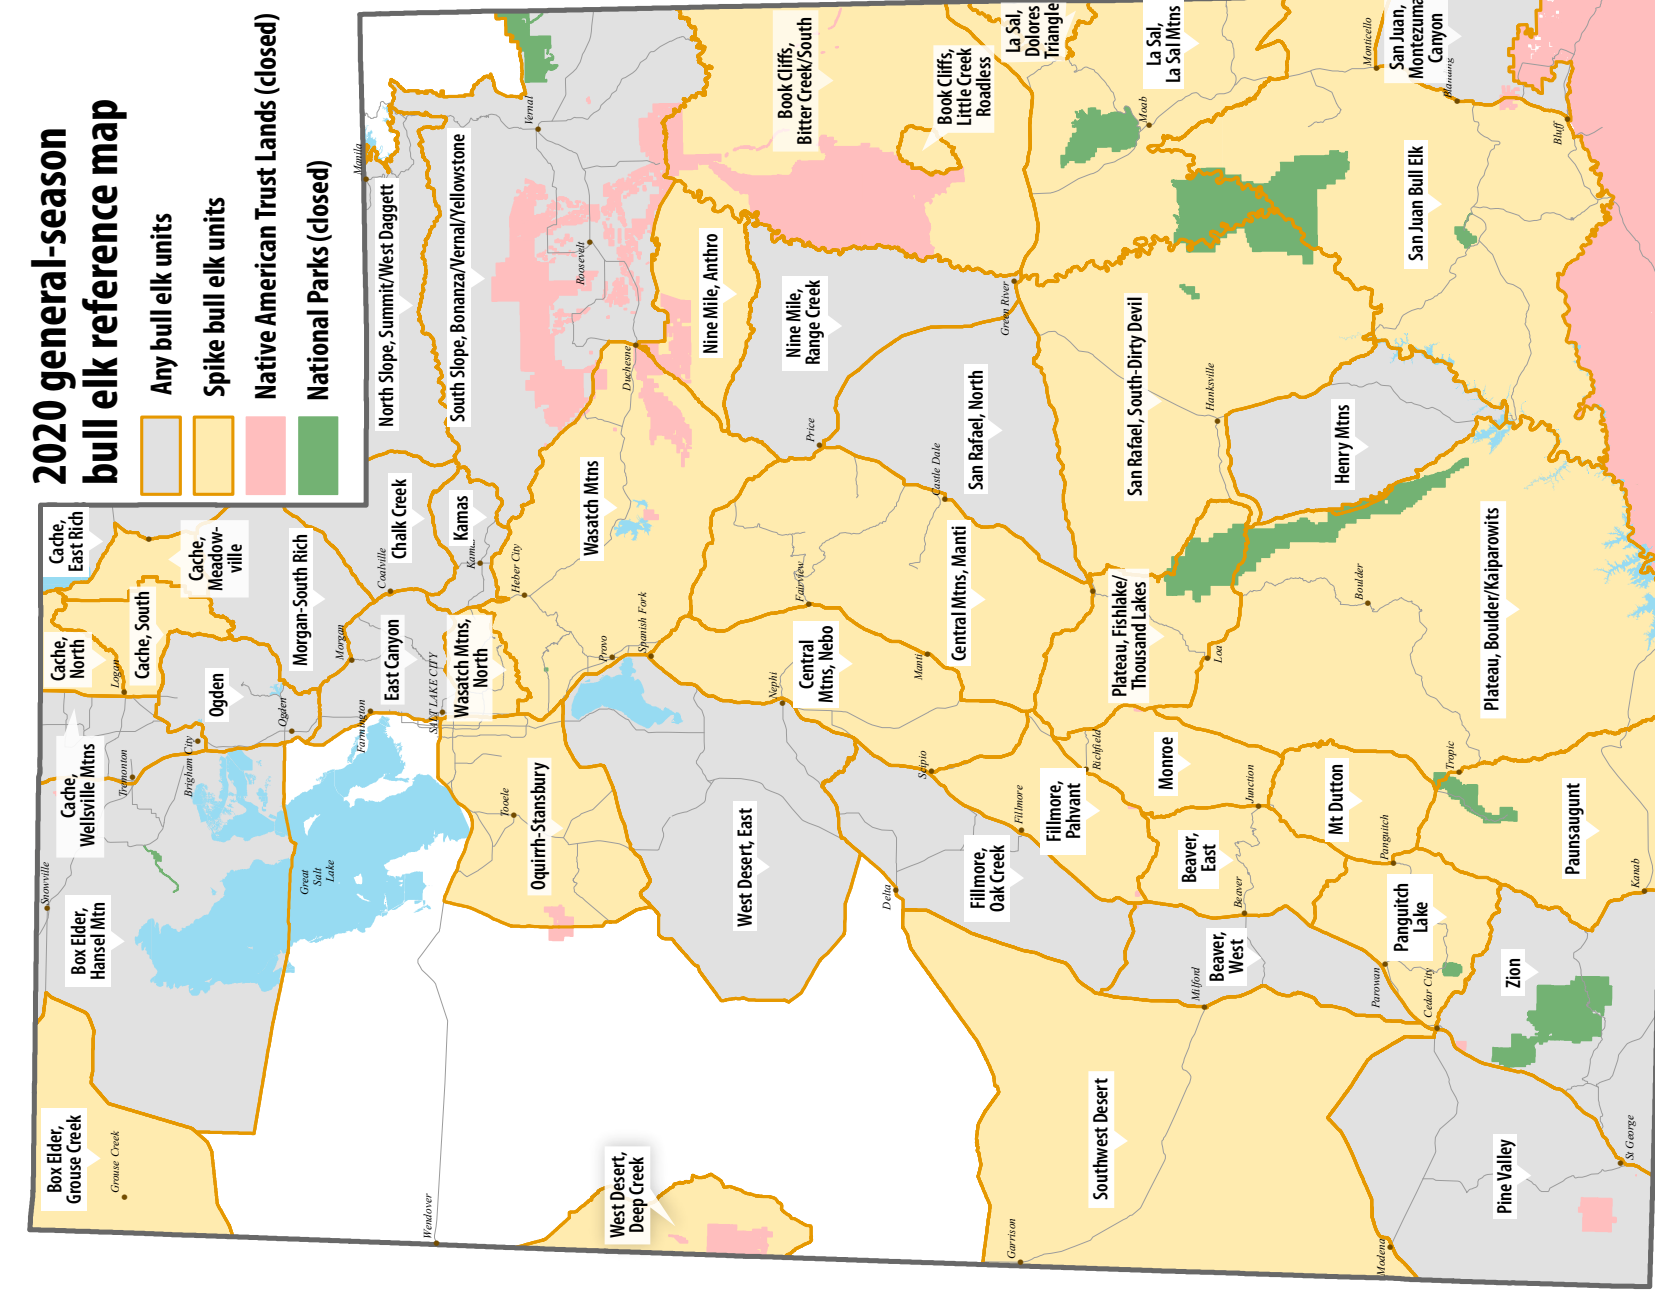 2020 general-season
bull elk reference map
Any bull elk units
Spike bull elk units
Native American Trust Lands (closed)
National Parks (closed)
Box Elder,
Grouse Creek
Grouse Creek
Snowville
Box Elder,
Hansel Mtn
Cache,
Wellsville Mtns
Tremonton
Brigham City
Cache,
North
Logan
Cache, South
Cache,
East Rich
Cache,
Meadow-
ville
Ogden
Ogden
Morgan-South Rich
Morgan
Great
Salt
Lake
Farmington
East Canyon
Coalville
Chalk Creek
Kamas
SALT LAKE CITY
Wasatch Mtns,
North
Heber City
Manila
North Slope, Summit/West Daggett
South Slope, Bonanza/Vernal/Yellowstone
Vernal
Roosevelt
Duchesne
Wendover
Tooele
Oquirrh-Stansbury
Provo
Spanish Fork
Wasatch Mtns
West Desert,
Deep Creek
West Desert, East
Nephi
Central
Mtns, Nebo
Fairview
Manti
Central Mtns, Manti
Nine Mile, Anthro
Nine Mile,
Range Creek
Price
Castle Dale
Green River
San Rafael, North
Book Cliffs,
Bitter Creek/South
Book Cliffs,
Little Creek
Roadless
La Sal,
Dolores
Triangle
La Sal,
La Sal Mtns
Moab
Delta
Scipio
Fillmore
Fillmore,
Oak Creek
Fillmore,
Pahvant
Richfield
Garrison
Southwest Desert
Milford
Beaver,
West
Beaver
Beaver,
East
Monroe
Junction
Plateau, Fishlake/
Thousand Lakes
Loa
San Rafael, South-Dirty Devil
Hanksville
Henry Mtns
Monticello
San Juan,
Montezuma
Canyon
San Juan Bull Elk
Bluff
Boulder
Plateau, Boulder/Kaiparowits
Mt Dutton
Panguitch
Tropic
Panguitch
Lake
Parowan
Cedar City
Zion
Paunsaugunt
Kanab
Modena
Pine Valley
St George